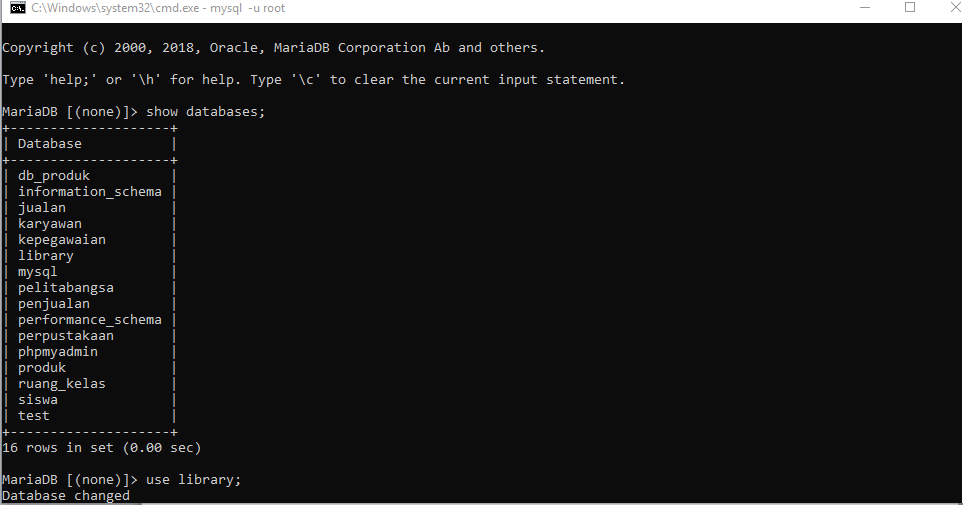 C:\Windows\system32\cmd.exe - mysql  -u root
Copyright (c) 2000, 2018, Oracle, MariaDB Corporation Ab and others.
Type 'help;' or '\h' for help. Type '\c' to clear the current input statement.
MariaDB [(none)]> show databases;
+--------------------+
| Database           |
+--------------------+
| db_produk          |
| information_schema |
| jualan             |
| karyawan           |
| kepegawaian        |
| library            |
| mysql              |
| pelitabangsa       |
| penjualan          |
| performance_schema |
| perpustakaan       |
| phpmyadmin         |
| produk             |
| ruang_kelas        |
| siswa              |
| test               |
+--------------------+
16 rows in set (0.00 sec)
MariaDB [(none)]> use library;
Database changed